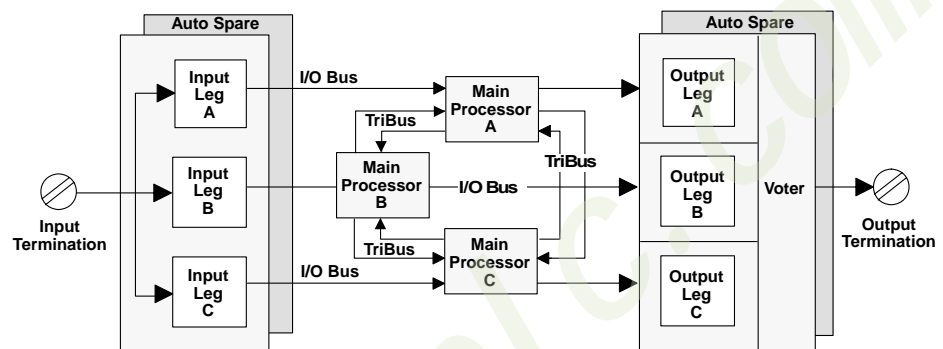 Auto Spare
Auto Spare
Input
Leg
A
I/O Bus
Main
Processor
A
Output
Leg
A
TriBus
TriBus
Input
Leg
B
Main
Processor
B
I/O Bus
Output
Leg
B
Voter
Input
Termination
Output
Termination
TriBus
Input
Leg
C
I/O Bus
Main
Processor
C
Output
Leg
C